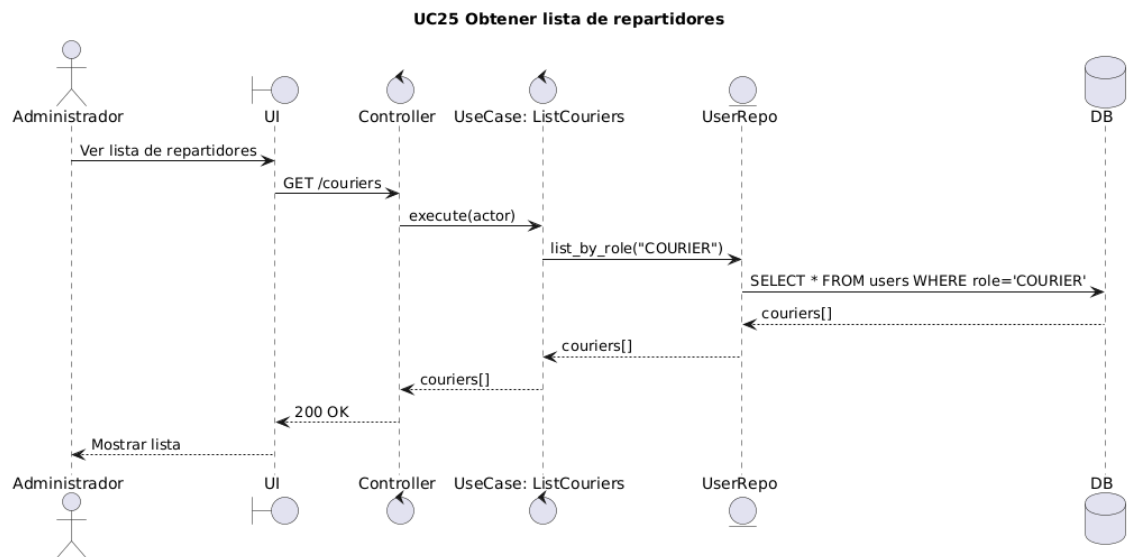 UC25 Obtener lista de repartidores
Administrador UI Controller UseCase: ListCouriers UserRepo DB
Ver lista de repartidores
GET /couriers
execute(actor)
list_by_role("COURIER")
SELECT * FROM users WHERE role='COURIER'
couriers[]
couriers[]
couriers[]
200 OK
Mostrar lista
Administrador UI Controller UseCase: ListCouriers UserRepo DB